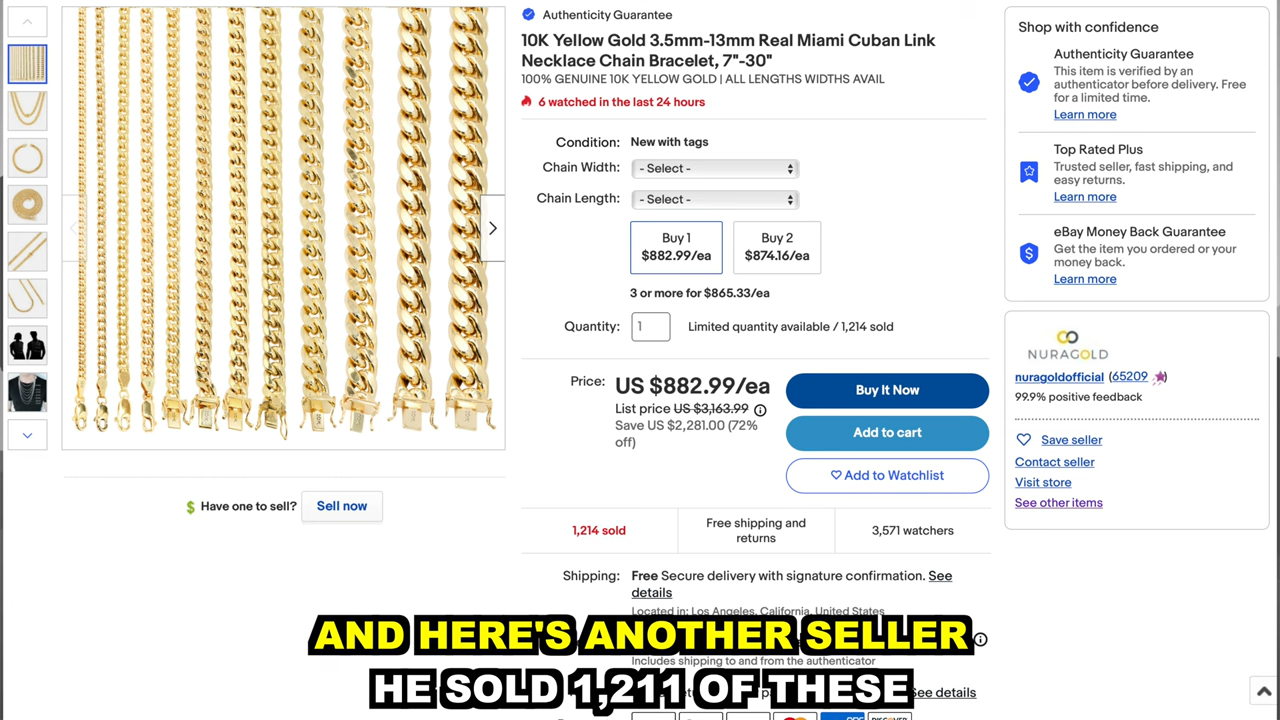 Authenticity Guarantee
10K Yellow Gold 3.5mm-13mm Real Miami Cuban Link
Necklace Chain Bracelet, 7"-30"
100% GENUINE 10K YELLOW GOLD | ALL LENGTHS WIDTHS AVAIL
6 watched in the last 24 hours
Condition: New with tags
Chain Width: - Select -
Chain Length: - Select -
Buy 1
$882.99/ea
Buy 2
$874.16/ea
3 or more for $865.33/ea
Quantity: 1 Limited quantity available / 1,214 sold
Price: US $882.99/ea
List price US $3,163.99
Save US $2,281.00 (72%
off)
Buy It Now
Add to cart
Add to Watchlist
1,214 sold
Free shipping and
returns
3,571 watchers
Shipping: Free Secure delivery with signature confirmation. See
details
Located in: Los Angeles, California, United States
Includes shipping to and from the authenticator
See details
Have one to sell? Sell now
Shop with confidence
Authenticity Guarantee
This item is verified by an
authenticator before delivery. Free
for a limited time.
Learn more
Top Rated Plus
Trusted seller, fast shipping, and
easy returns.
Learn more
eBay Money Back Guarantee
Get the item you ordered or your
money back.
Learn more
NURAGOLD
nuragoldofficial (65209)
99.9% positive feedback
Save seller
Contact seller
Visit store
See other items
AND HERE'S ANOTHER SELLER
HE SOLD 1,211 OF THESE